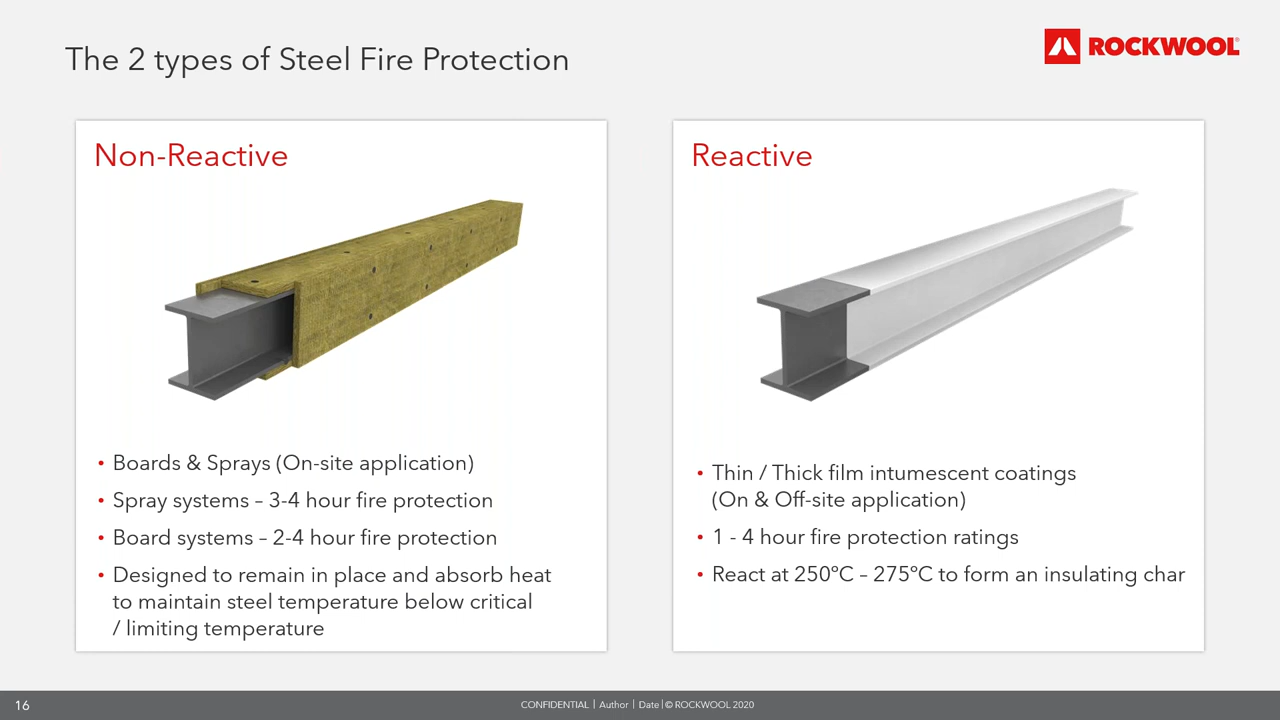 The 2 types of Steel Fire Protection
ROCKWOOL®
Non-Reactive
• Boards & Sprays (On-site application)
• Spray systems – 3-4 hour fire protection
• Board systems – 2-4 hour fire protection
• Designed to remain in place and absorb heat
to maintain steel temperature below critical
/ limiting temperature
Reactive
• Thin / Thick film intumescent coatings
(On & Off-site application)
• 1 - 4 hour fire protection ratings
• React at 250ºC – 275ºC to form an insulating char
16
CONFIDENTIAL | Author | Date | © ROCKWOOL 2020